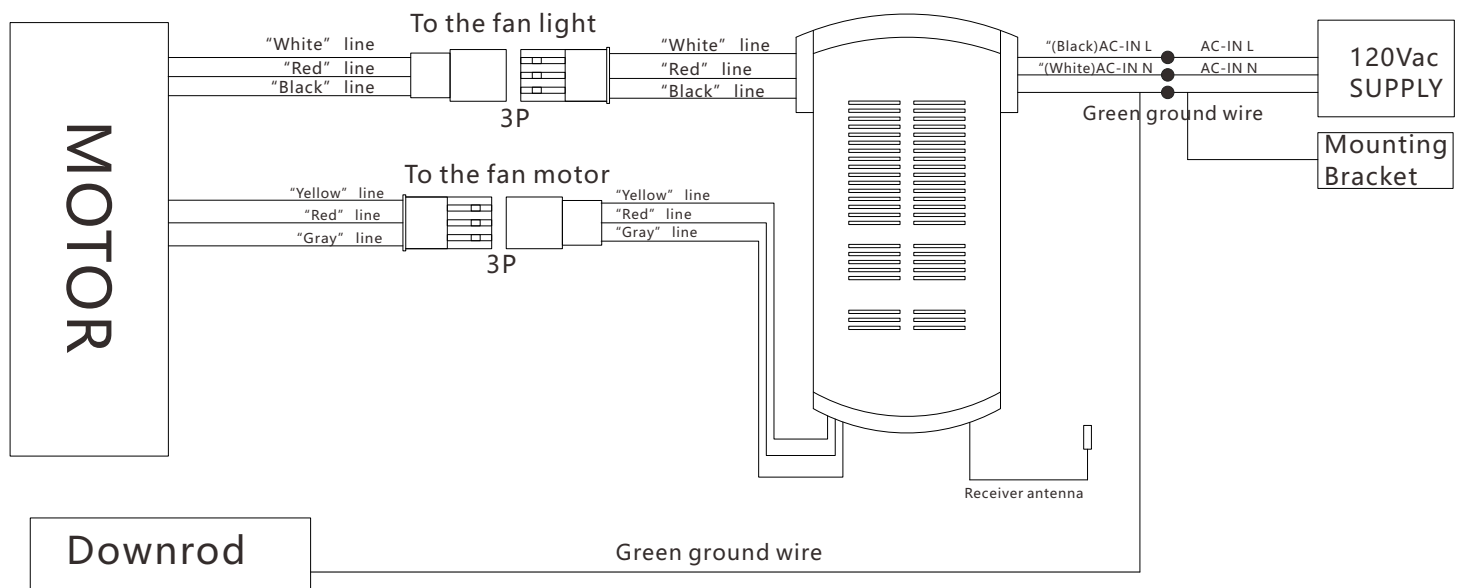 To the fan light
“White” line
“Red” line
“Black” line
3P
“White” line
“Red” line
“Black” line
“(Black)AC-IN L
“(White)AC-IN N
AC-IN L
AC-IN N
Green ground wire
120Vac
SUPPLY
Mounting
Bracket
MOTOR
To the fan motor
“Yellow” line
“Red” line
“Gray” line
3P
“Yellow” line
“Red” line
“Gray” line
Receiver antenna
Downrod
Green ground wire